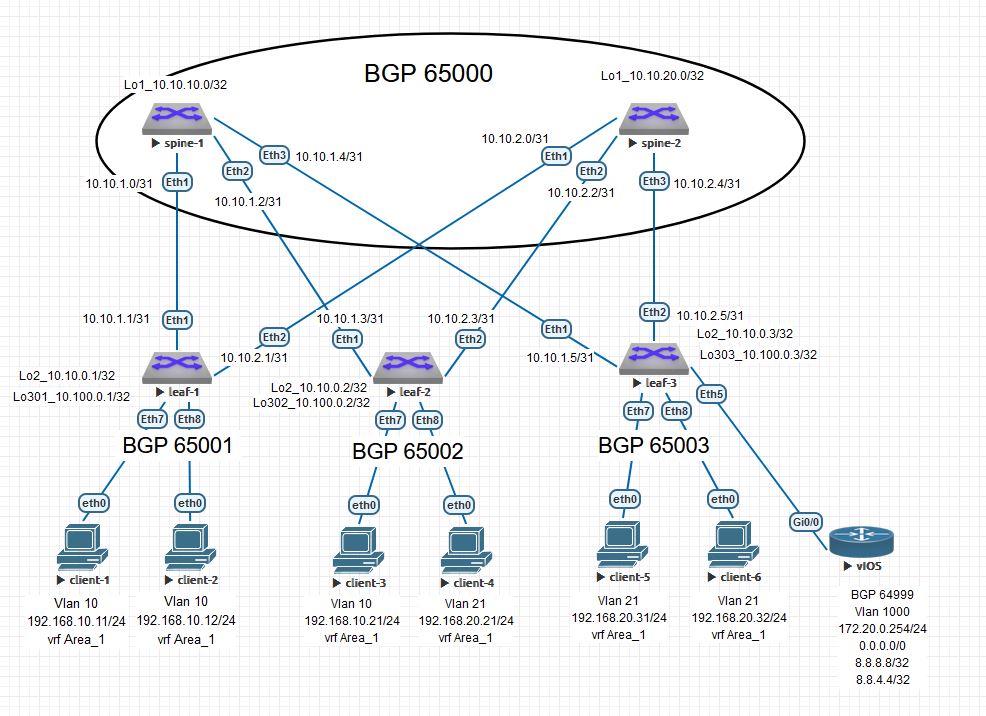 BGP 65000
Lo1_10.10.10.0/32
Lo1_10.10.20.0/32
spine-1
spine-2
Eth3
10.10.1.4/31
10.10.2.0/31
Eth1
Eth2
10.10.1.0/31
Eth1
10.10.1.2/31
Eth2
10.10.2.2/31
Eth3
10.10.2.4/31
10.10.1.1/31
Eth1
Eth2
10.10.2.1/31
10.10.1.3/31
Eth1
10.10.2.3/31
Eth2
Eth1
10.10.1.5/31
Eth2
10.10.2.5/31
Lo2_10.10.0.3/32
Lo303_10.100.0.3/32
Lo2_10.10.0.1/32
Lo301_10.100.0.1/32
leaf-1
Lo2_10.10.0.2/32
Lo302_10.100.0.2/32
leaf-2
leaf-3
Eth7
Eth8
Eth7
Eth8
Eth7
Eth8
Eth5
BGP 65001
BGP 65002
BGP 65003
eth0
eth0
eth0
eth0
eth0
eth0
Gi0/0
client-1
Vlan 10
192.168.10.11/24
vrf Area_1
client-2
Vlan 10
192.168.10.12/24
vrf Area_1
client-3
Vlan 10
192.168.10.21/24
vrf Area_1
client-4
Vlan 21
192.168.20.21/24
vrf Area_1
client-5
Vlan 21
192.168.20.31/24
vrf Area_1
client-6
Vlan 21
192.168.20.32/24
vrf Area_1
vIOS
BGP 64999
Vlan 1000
172.20.0.254/24
0.0.0.0/0
8.8.8.8/32
8.8.4.4/32